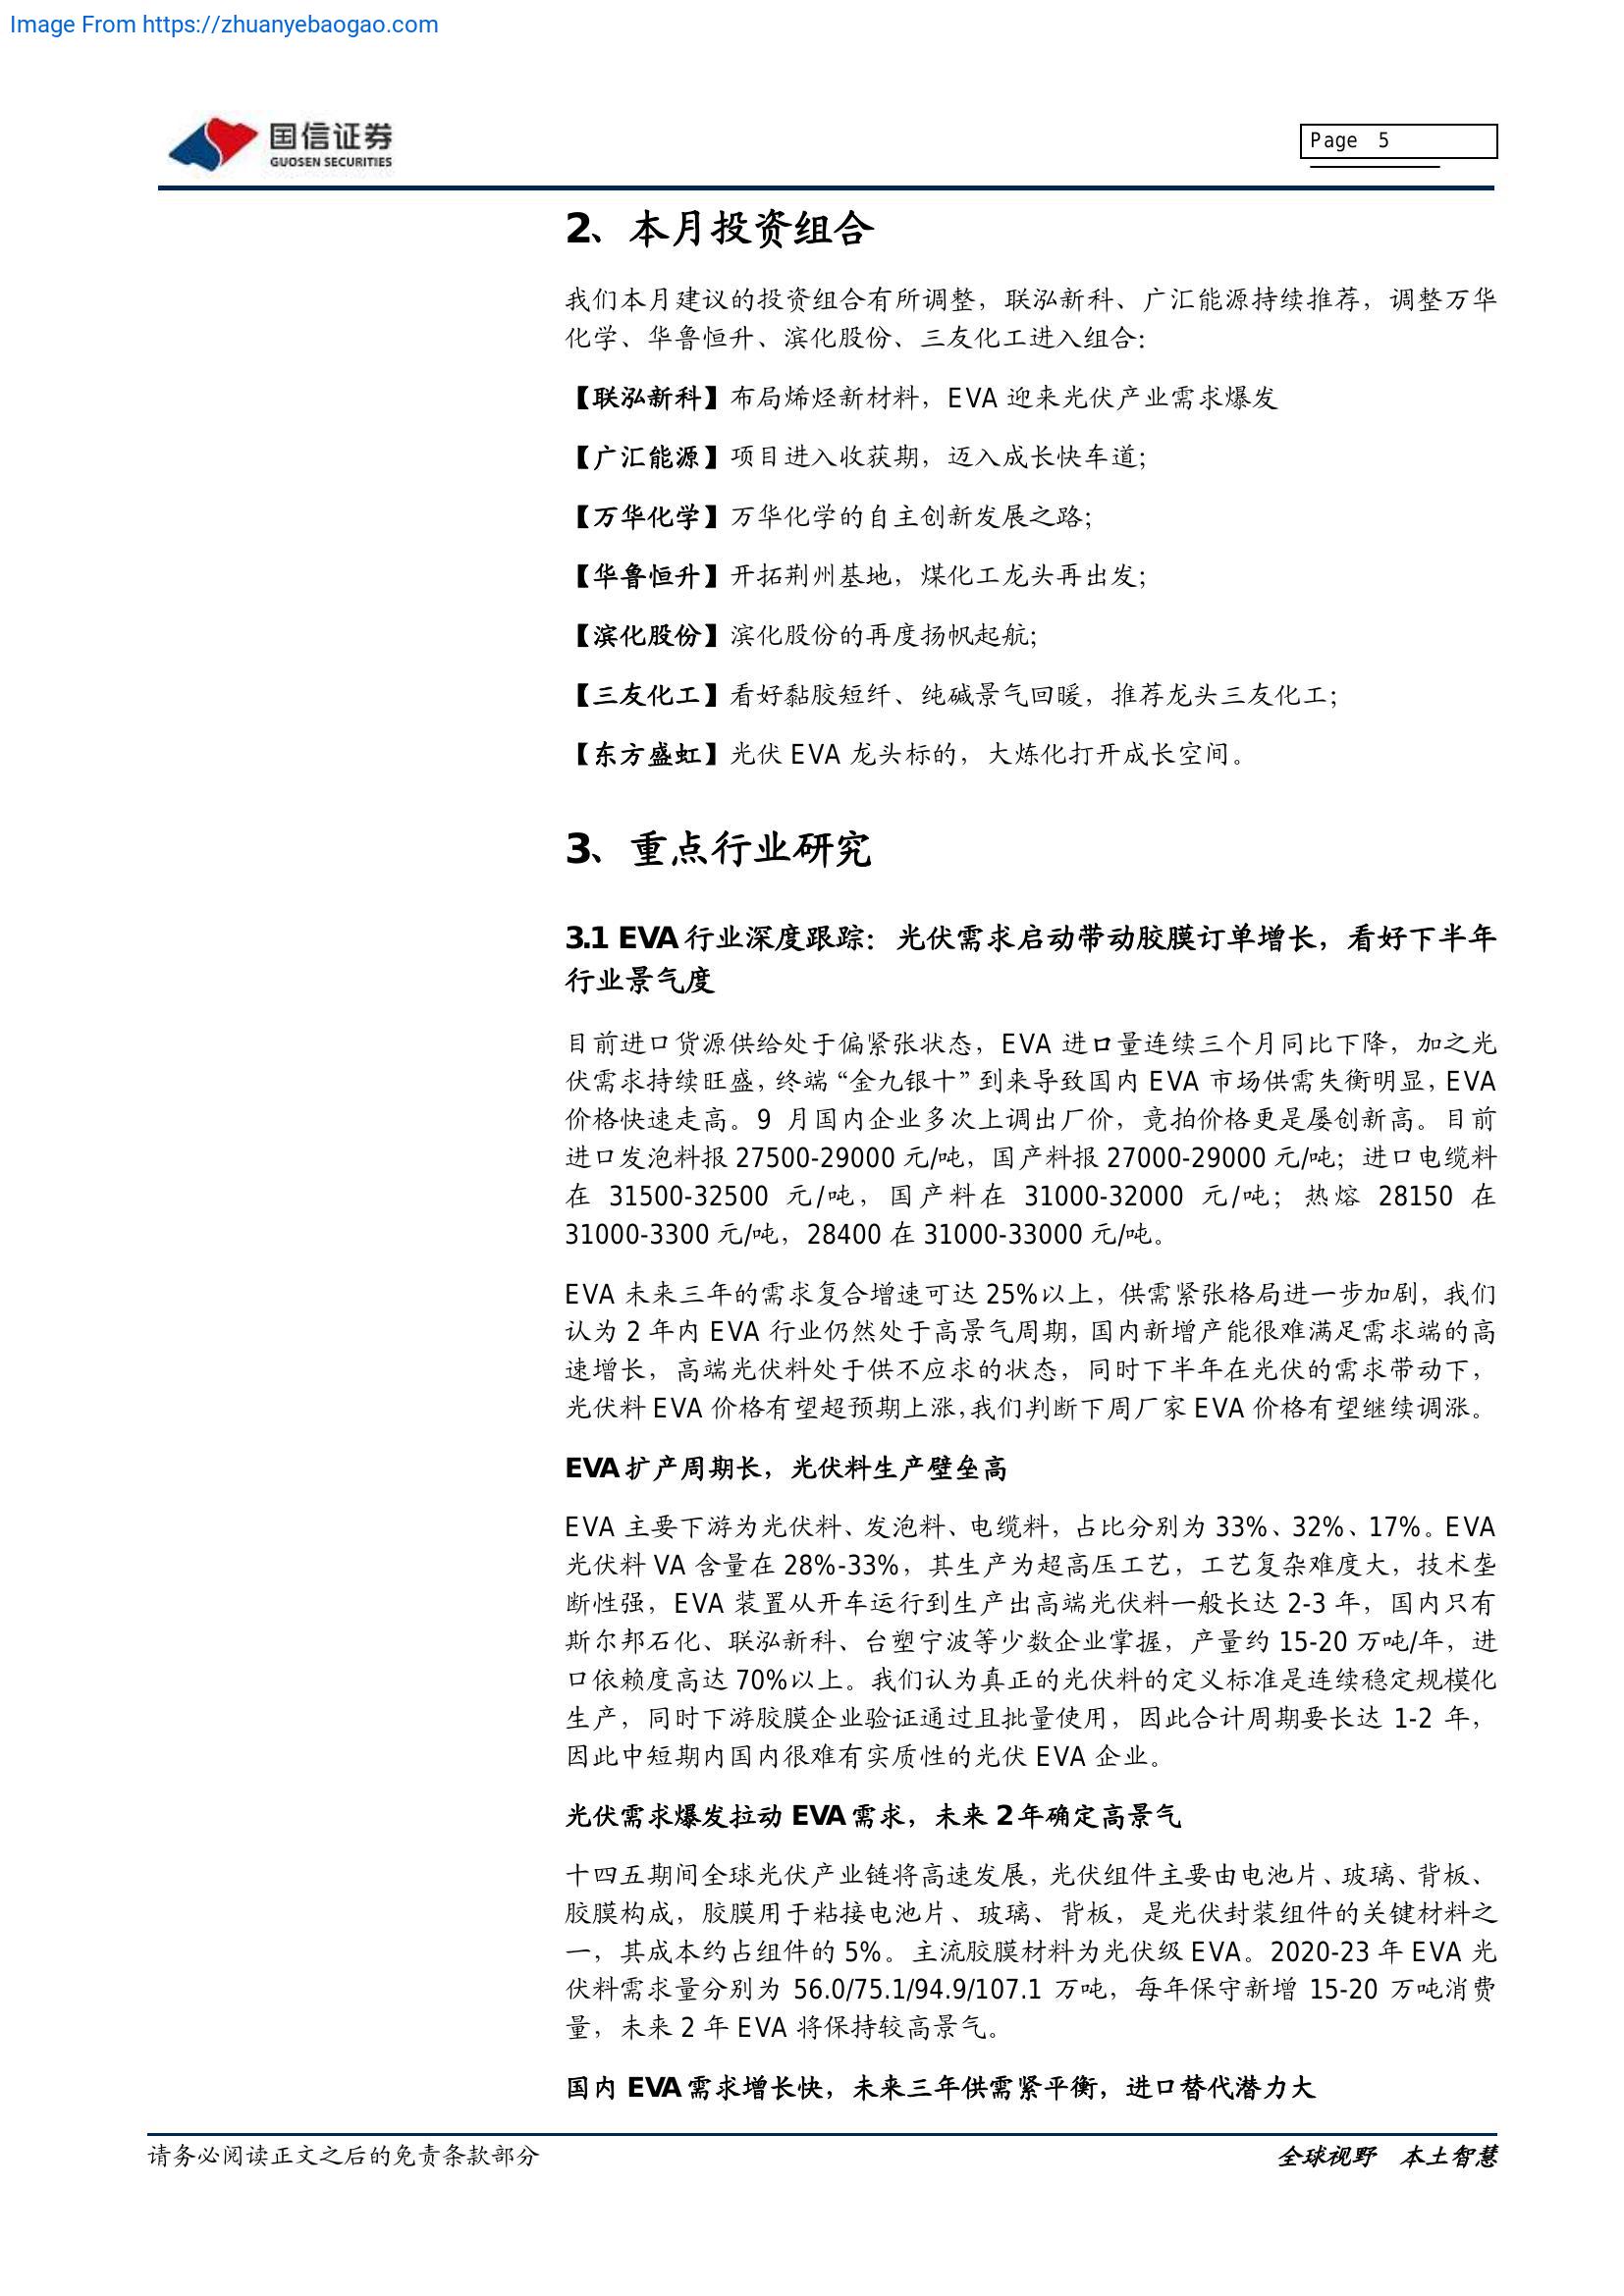 Image From https://zhuanyebaogao.com
国信证券
GUOSEN SECURITIES
Page 5
2、本月投资组合
我们本月建议的投资组合有所调整，联泓新科、广汇能源持续推荐，调整万华
化学、华鲁恒升、滨化股份、三友化工进入组合：
【联泓新科】布局烯烃新材料，EVA 迎来光伏产业需求爆发
【广汇能源】项目进入收获期，迈入成长快车道；
【万华化学】万华化学的自主创新发展之路；
【华鲁恒升】开拓荆州基地，煤化工龙头再出发；
【滨化股份】滨化股份的再度扬帆起航；
【三友化工】看好黏胶短纤、纯碱景气回暖，推荐龙头三友化工；
【东方盛虹】光伏 EVA 龙头标的，大炼化打开成长空间。
3、重点行业研究
3.1 EVA 行业深度跟踪：光伏需求启动带动胶膜订单增长，看好下半年
行业景气度
目前进口货源供给处于偏紧张状态，EVA 进口量连续三个月同比下降，加之光
伏需求持续旺盛，终端“金九银十”到来导致国内 EVA 市场供需失衡明显，EVA
价格快速走高。9 月国内企业多次上调出厂价，竞拍价格更是屡创新高。目前
进口发泡料报 27500-29000 元/吨，国产料报 27000-29000 元/吨；进口电缆料
在 31500-32500 元/吨，国产料在 31000-32000 元/吨；热熔 28150 在
31000-3300 元/吨，28400 在 31000-33000 元/吨。
EVA 未来三年的需求复合增速可达 25%以上，供需紧张格局进一步加剧，我们
认为 2 年内 EVA 行业仍然处于高景气周期，国内新增产能很难满足需求端的高
速增长，高端光伏料处于供不应求的状态，同时下半年在光伏的需求带动下，
光伏料 EVA 价格有望超预期上涨，我们判断下周厂家 EVA 价格有望继续调涨。
EVA 扩产周期长，光伏料生产壁垒高
EVA 主要下游为光伏料、发泡料、电缆料，占比分别为 33%、32%、17%。EVA
光伏料 VA 含量在 28%-33%，其生产为超高压工艺，工艺复杂难度大，技术垄
断性强，EVA 装置从开车运行到生产出高端光伏料一般长达 2-3 年，国内只有
斯尔邦石化、联泓新科、台塑宁波等少数企业掌握，产量约 15-20 万吨/年，进
口依赖度高达 70%以上。我们认为真正的光伏料的定义标准是连续稳定规模化
生产，同时下游胶膜企业验证通过且批量使用，因此合计周期要长达 1-2 年，
因此中短期内国内很难有实质性的光伏 EVA 企业。
光伏需求爆发拉动 EVA 需求，未来 2 年确定高景气
十四五期间全球光伏产业链将高速发展，光伏组件主要由电池片、玻璃、背板、
胶膜构成，胶膜用于粘接电池片、玻璃、背板，是光伏封装组件的关键材料之
一，其成本约占组件的 5%。主流胶膜材料为光伏级 EVA。2020-23 年 EVA 光
伏料需求量分别为 56.0/75.1/94.9/107.1 万吨，每年保守新增 15-20 万吨消费
量，未来 2 年 EVA 将保持较高景气。
国内 EVA 需求增长快，未来三年供需紧平衡，进口替代潜力大
请务必阅读正文之后的免责条款部分
全球视野 本土智慧